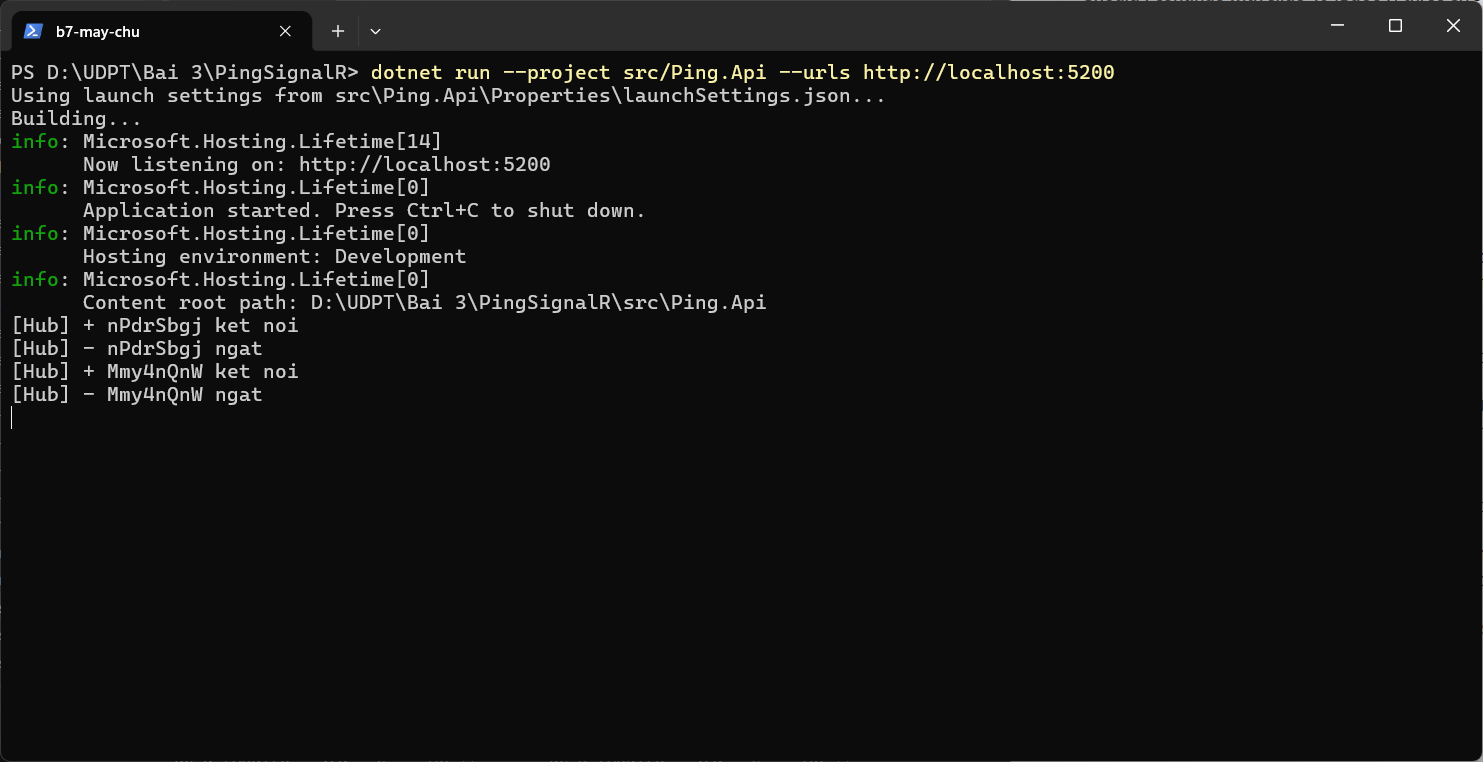 b7-may-chu
PS D:\UDPT\Bai 3\PingSignalR> dotnet run --project src/Ping.Api --urls http://localhost:5200
Using launch settings from src\Ping.Api\Properties\launchSettings.json...
Building...
info: Microsoft.Hosting.Lifetime[14]
      Now listening on: http://localhost:5200
info: Microsoft.Hosting.Lifetime[0]
      Application started. Press Ctrl+C to shut down.
info: Microsoft.Hosting.Lifetime[0]
      Hosting environment: Development
info: Microsoft.Hosting.Lifetime[0]
      Content root path: D:\UDPT\Bai 3\PingSignalR\src\Ping.Api
[Hub] + nPdrSbgj ket noi
[Hub] - nPdrSbgj ngat
[Hub] + Mmy4nQnW ket noi
[Hub] - Mmy4nQnW ngat